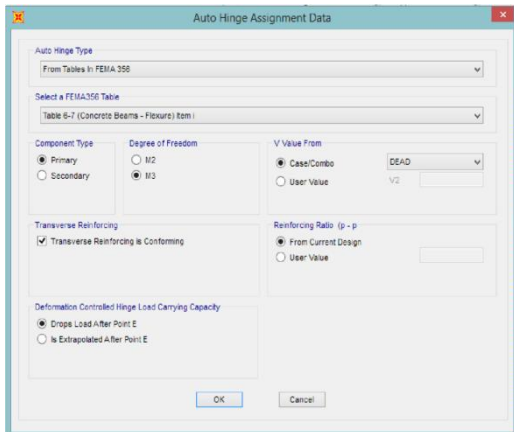 Auto Hinge Assignment Data
Auto Hinge Type
From Tables In FEMA 356
Select a FEMA356 Table
Table 6-7 (Concrete Beams - Flexure) Item i
Component Type
Primary
Secondary
Degree of Freedom
M2
M3
V Value From
Case/Combo
DEAD
User Value
V2
Transverse Reinforcing
Transverse Reinforcing is Conforming
Reinforcing Ratio (p - p
From Current Design
User Value
Deformation Controlled Hinge Load Carrying Capacity
Drops Load After Point E
Is Extrapolated After Point E
OK
Cancel